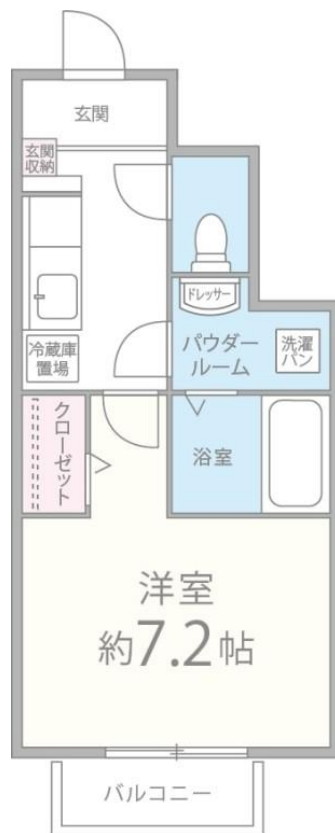 玄関
玄関
収納
ドレッサー
冷蔵庫
置場
パウダー
ルーム
洗濯
パン
クローゼット
浴室
洋室
約7.2帖
バルコニー